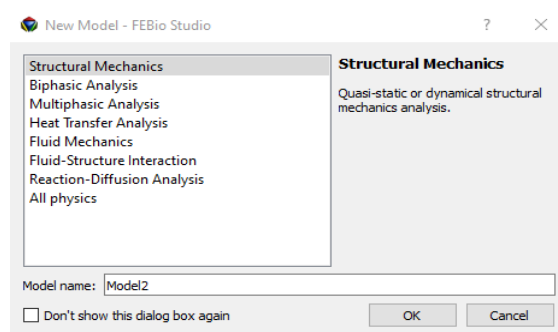 New Model - FEBio Studio
?
Structural Mechanics
Biphasic Analysis
Multiphasic Analysis
Heat Transfer Analysis
Fluid Mechanics
Fluid-Structure Interaction
Reaction-Diffusion Analysis
All physics
Structural Mechanics
Quasi-static or dynamical structural
mechanics analysis.
Model name: Model2
Don't show this dialog box again
OK
Cancel